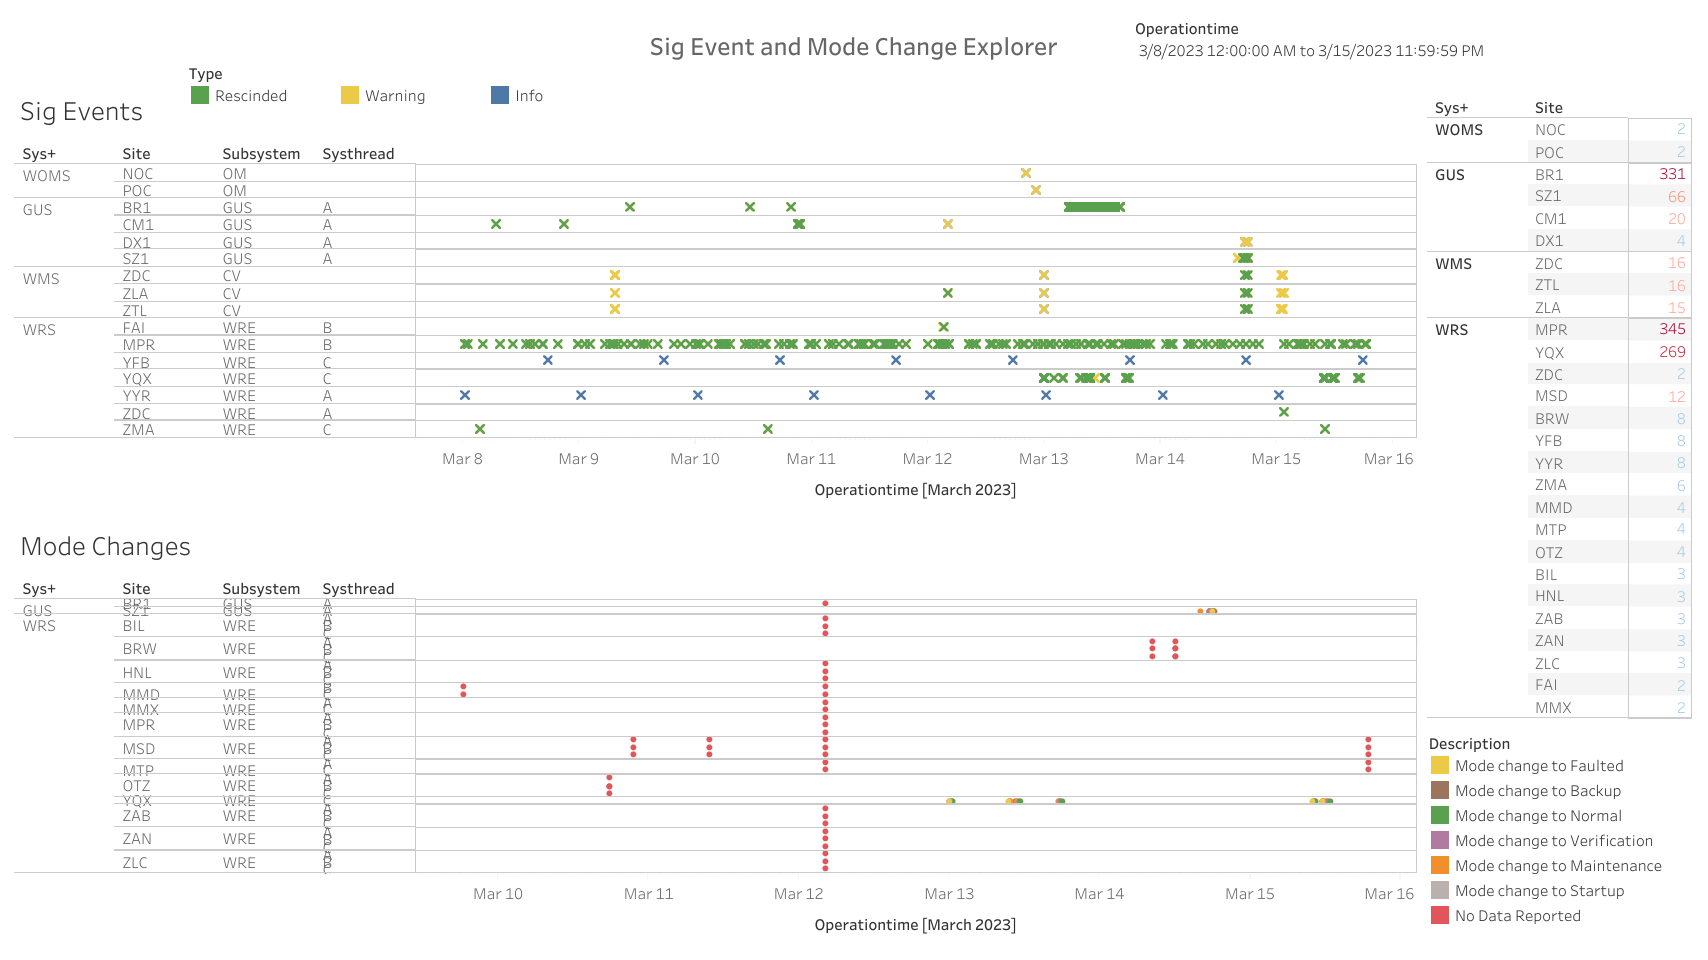 Sig Event and Mode Change Explorer
Operationtime
3/8/2023 12:00:00 AM to 3/15/2023 11:59:59 PM
Type
Rescinded Warning Info
Sig Events
Sys+ Site Subsystem Systhread
WOMS NOC OM
POC OM
GUS BR1 GUS A
CM1 GUS A
DX1 GUS A
SZ1 GUS A
WMS ZDC CV
ZLA CV
ZTL CV
WRS FAI WRE B
MPR WRE B
YFB WRE C
YQX WRE C
YYR WRE A
ZDC WRE A
ZMA WRE C
Mar 8 Mar 9 Mar 10 Mar 11 Mar 12 Mar 13 Mar 14 Mar 15 Mar 16
Operationtime [March 2023]
Mode Changes
Sys+ Site Subsystem Systhread
BR1 GUS A
GUS SZ1 GUS A
WRS BIL WRE A B C
BRW WRE A B C
HNL WRE A B C
MMD WRE B C
MMX WRE A C
MPR WRE A B C
MSD WRE A B C
MTP WRE A C
OTZ WRE A B C
YQX WRE C
ZAB WRE A B C
ZAN WRE A B C
ZLC WRE A B C
Mar 10 Mar 11 Mar 12 Mar 13 Mar 14 Mar 15 Mar 16
Operationtime [March 2023]
Sys+ Site
WOMS NOC 2
POC 2
GUS BR1 331
SZ1 66
CM1 20
DX1 4
WMS ZDC 16
ZTL 16
ZLA 15
WRS MPR 345
YQX 269
ZDC 2
MSD 12
BRW 8
YFB 8
YYR 8
ZMA 6
MMD 4
MTP 4
OTZ 4
BIL 3
HNL 3
ZAB 3
ZAN 3
ZLC 3
FAI 2
MMX 2
Description
Mode change to Faulted
Mode change to Backup
Mode change to Normal
Mode change to Verification
Mode change to Maintenance
Mode change to Startup
No Data Reported